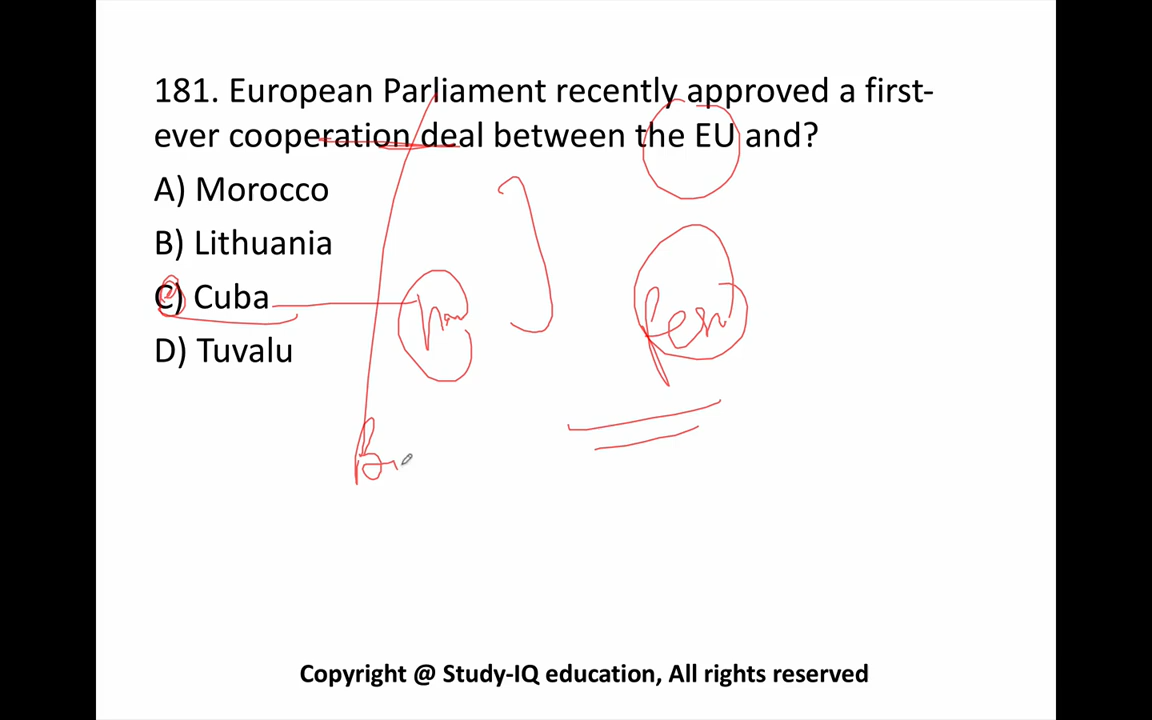 181. European Parliament recently approved a first-
ever cooperation deal between the EU and?
A) Morocco
B) Lithuania
C) Cuba
D) Tuvalu
Copyright @ Study-IQ education, All rights reserved